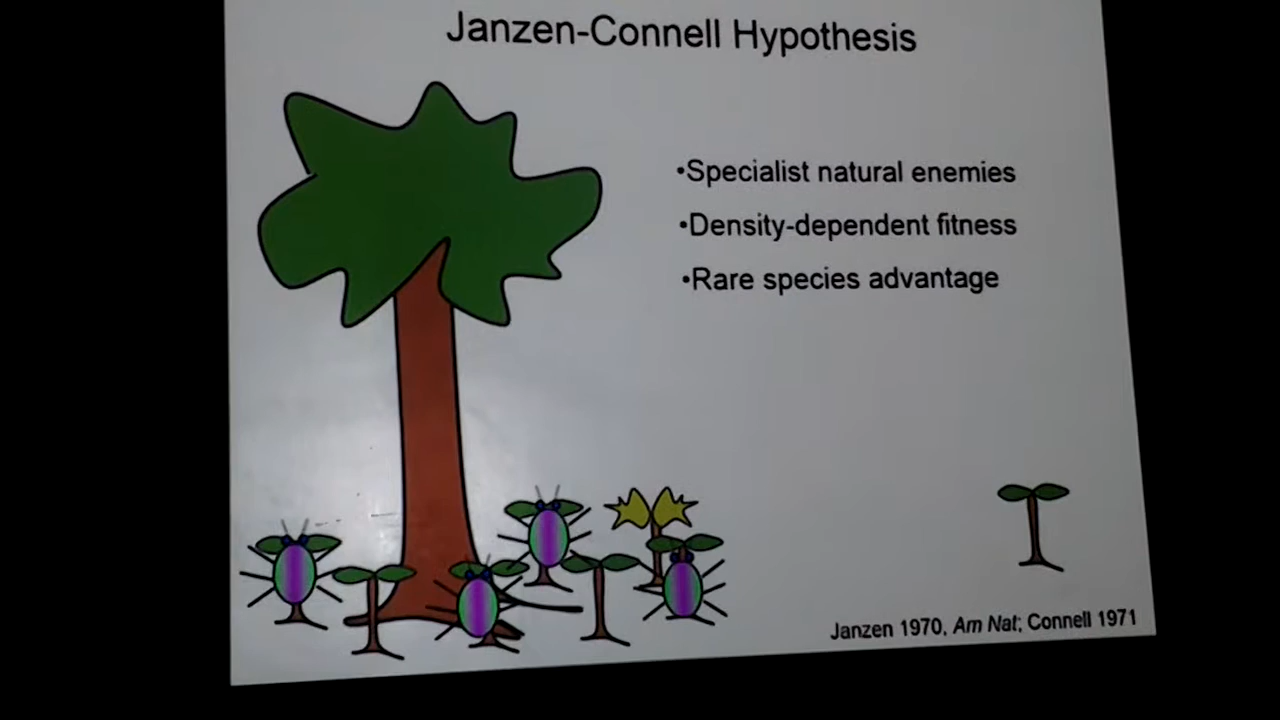 Janzen-Connell Hypothesis
•Specialist natural enemies
•Density-dependent fitness
•Rare species advantage
Janzen 1970, Am Nat; Connell 1971